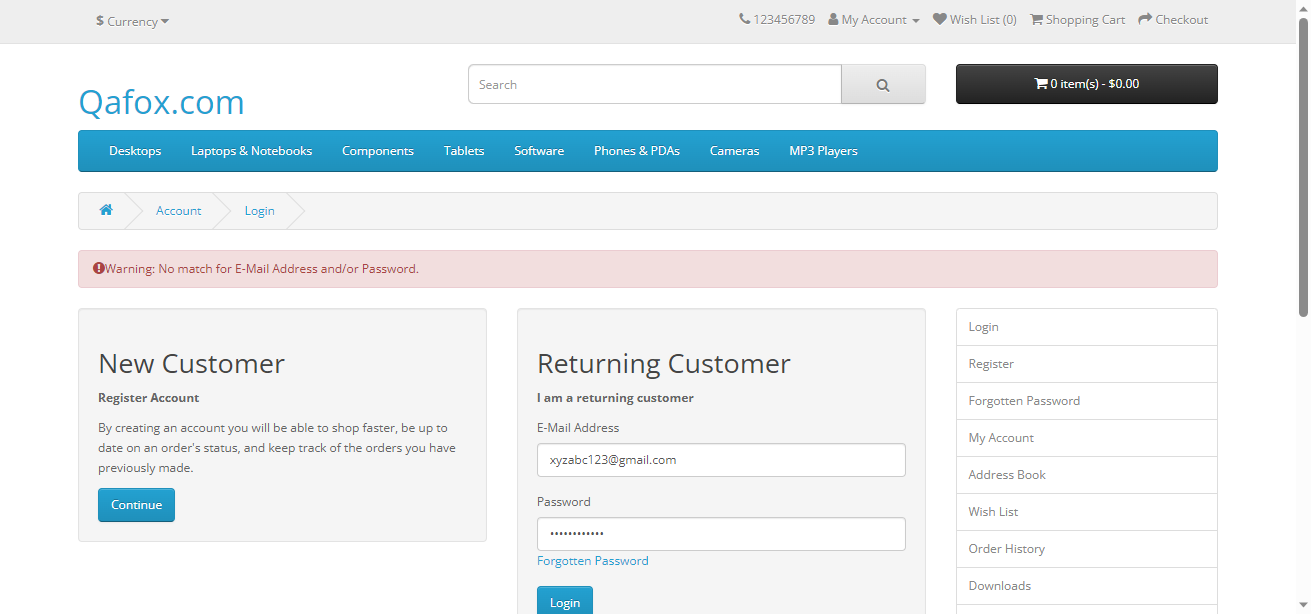 $ Currency
123456789 My Account Wish List (0) Shopping Cart Checkout
Qafox.com
Search
0 item(s) - $0.00
Desktops Laptops & Notebooks Components Tablets Software Phones & PDAs Cameras MP3 Players
Account Login
Warning: No match for E-Mail Address and/or Password.
New Customer
Register Account
By creating an account you will be able to shop faster, be up to
date on an order's status, and keep track of the orders you have
previously made.
Continue
Returning Customer
I am a returning customer
E-Mail Address
xyzabc123@gmail.com
Password
••••••••••••
Forgotten Password
Login
Login
Register
Forgotten Password
My Account
Address Book
Wish List
Order History
Downloads